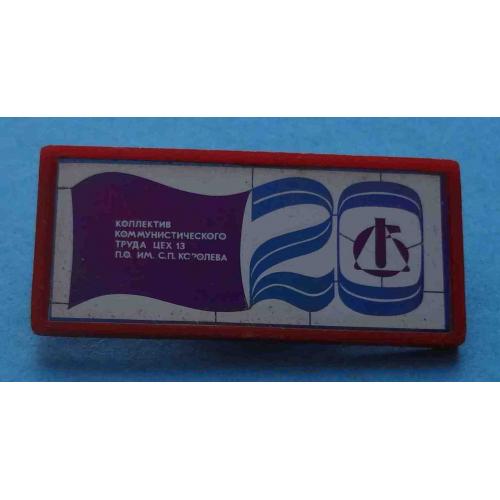 КОЛЛЕКТИВ
КОММУНИСТИЧЕСКОГО
ТРУДА ЦЕХ 13
П.О. ИМ. С.П. КОРОЛЕВА
20